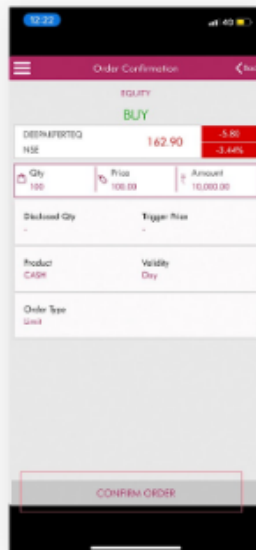 12:22
4G
Order Confirmation
EQUITY
BUY
DEEPAKFERTEQ
NSE
162.90
-5.80
-3.44%
Qty
100
Price
100.00
Amount
10,000.00
Disclosed Qty
-
Trigger Price
-
Product
CASH
Validity
Day
Order Type
Limit
CONFIRM ORDER